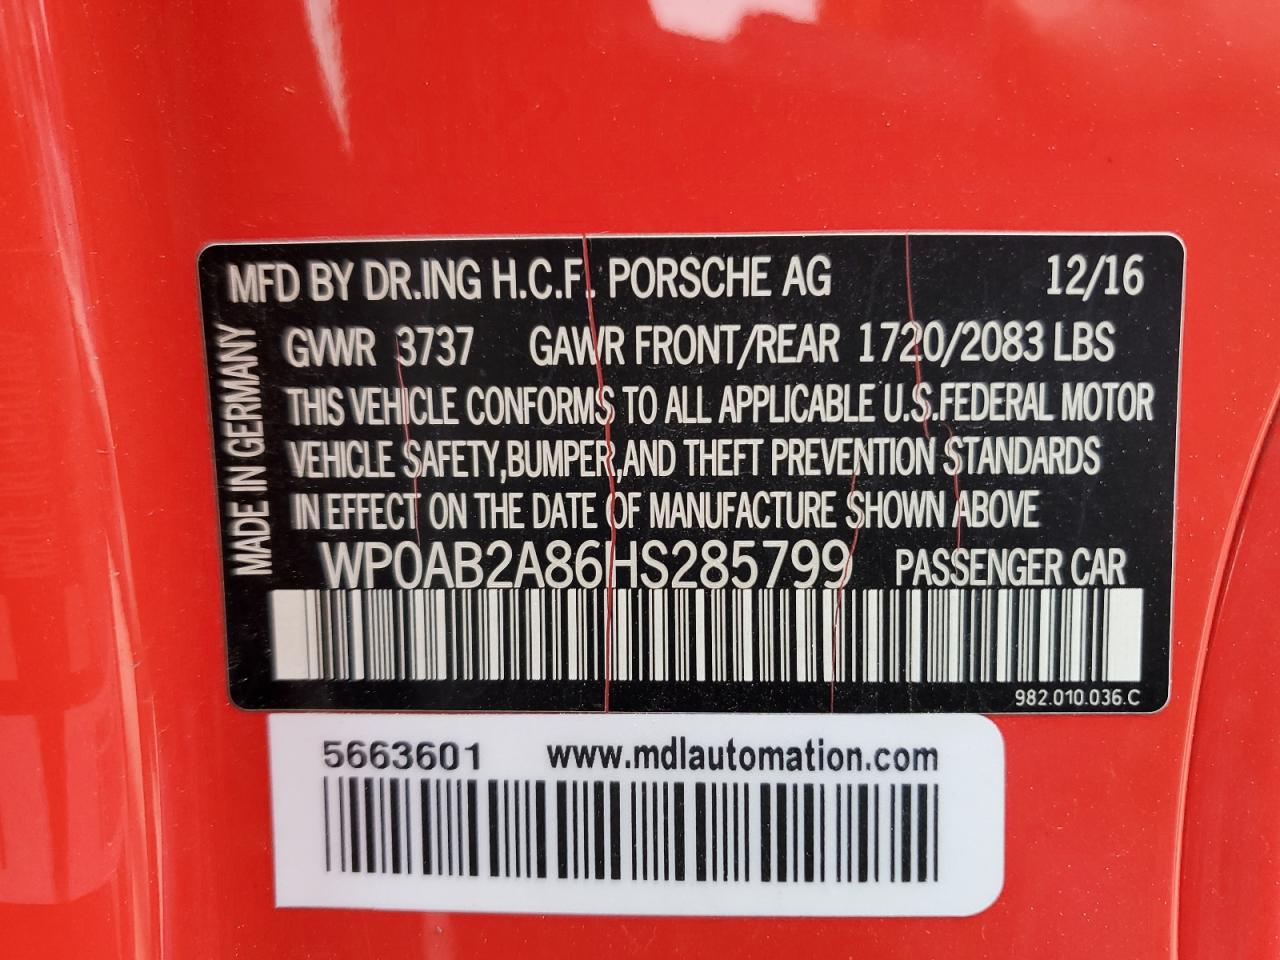 MFD BY DR.ING H.C.F. PORSCHE AG 12/16
GVWR 3737 GAWR FRONT/REAR 1720/2083 LBS
THIS VEHICLE CONFORMS TO ALL APPLICABLE U.S.FEDERAL MOTOR
VEHICLE SAFETY,BUMPER,AND THEFT PREVENTION STANDARDS
IN EFFECT ON THE DATE OF MANUFACTURE SHOWN ABOVE
WP0AB2A86HS285799 PASSENGER CAR
MADE IN GERMANY
982.010.036.C
5663601 www.mdlautomation.com